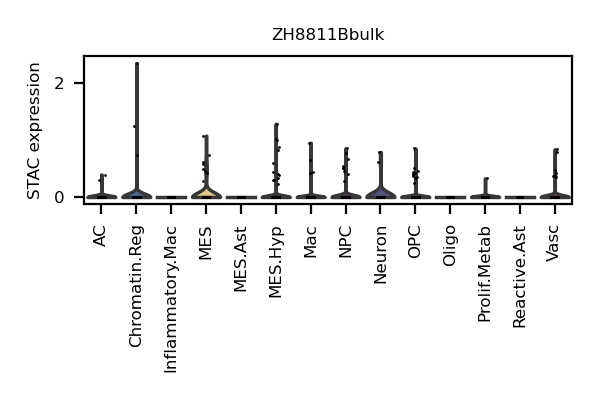 ZH8811Bbulk
STAC expression
2
0
AC
Chromatin.Reg
Inflammatory.Mac
MES
MES.Ast
MES.Hyp
Mac
NPC
Neuron
OPC
Oligo
Prolif.Metab
Reactive.Ast
Vasc